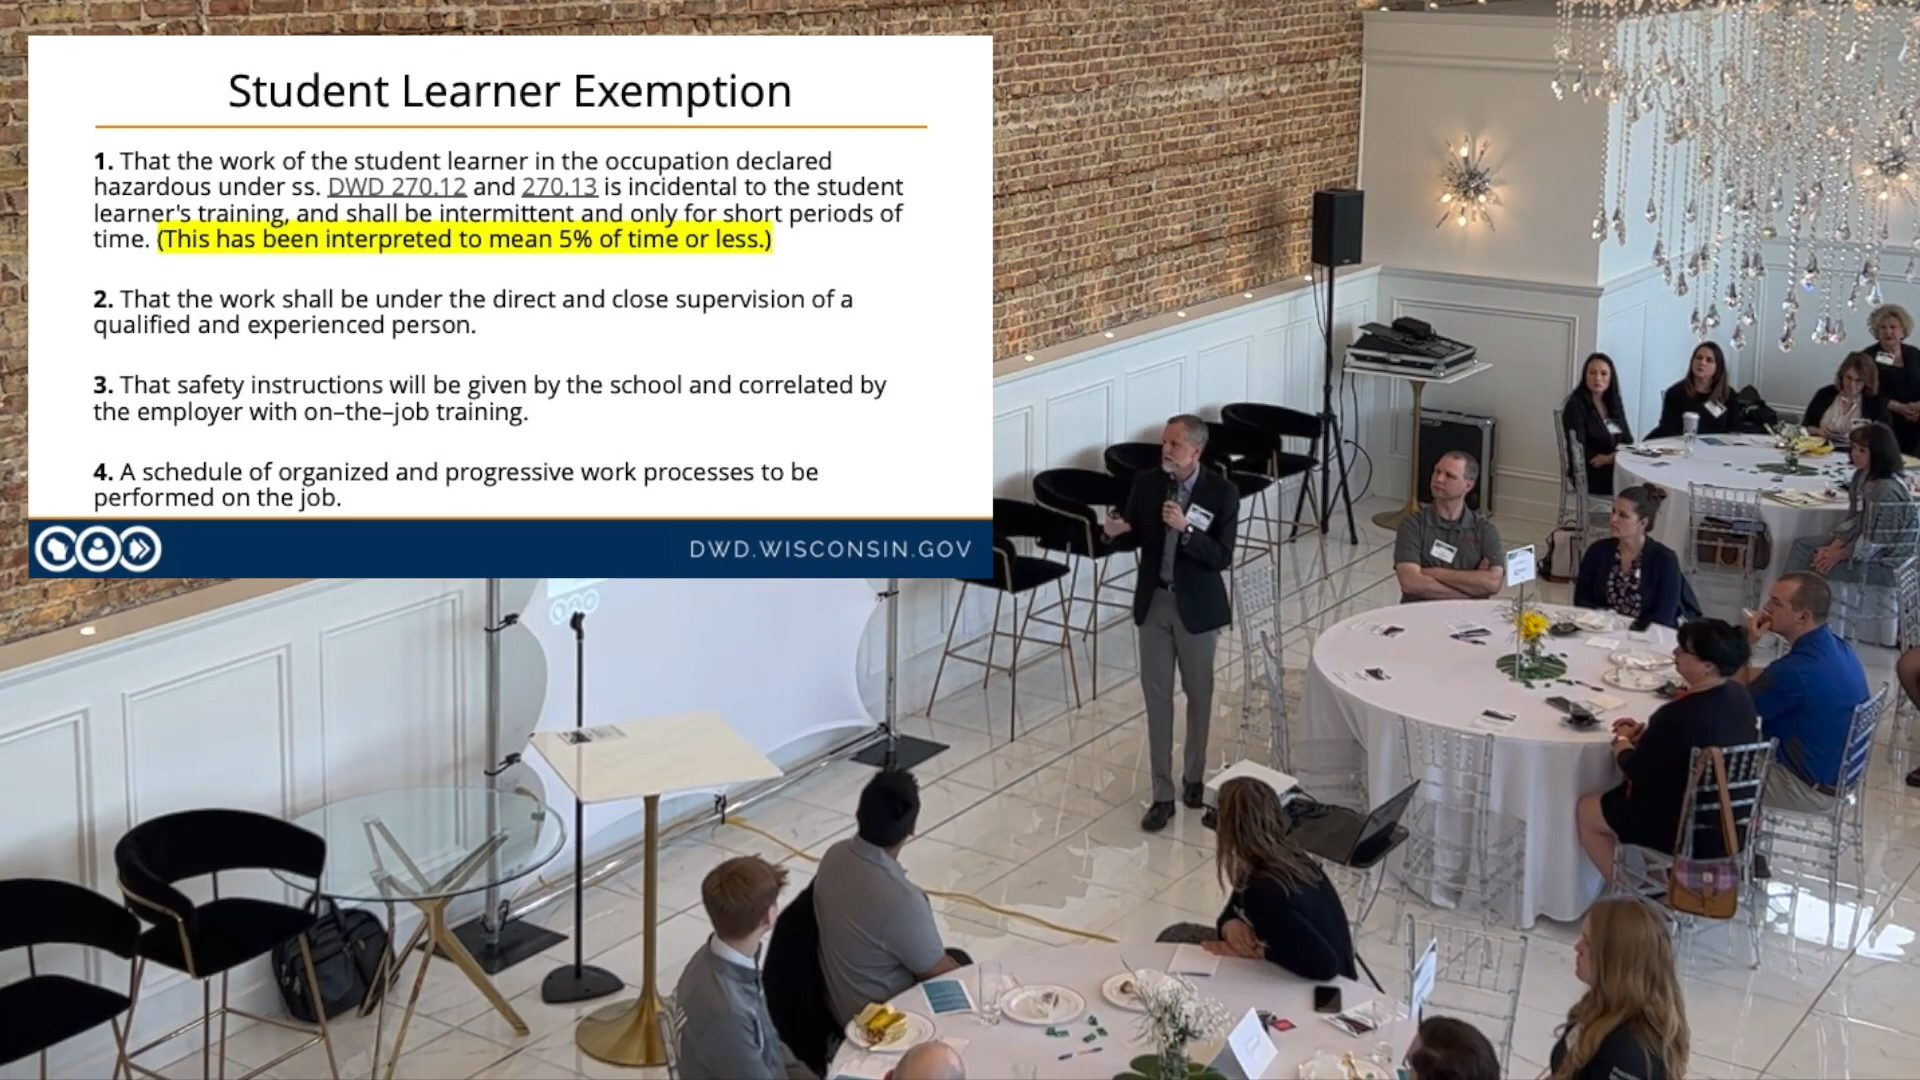 Student Learner Exemption
1. That the work of the student learner in the occupation declared
hazardous under ss. DWD 270.12 and 270.13 is incidental to the student
learner's training, and shall be intermittent and only for short periods of
time. (This has been interpreted to mean 5% of time or less.)
2. That the work shall be under the direct and close supervision of a
qualified and experienced person.
3. That safety instructions will be given by the school and correlated by
the employer with on–the–job training.
4. A schedule of organized and progressive work processes to be
performed on the job.
DWD.WISCONSIN.GOV